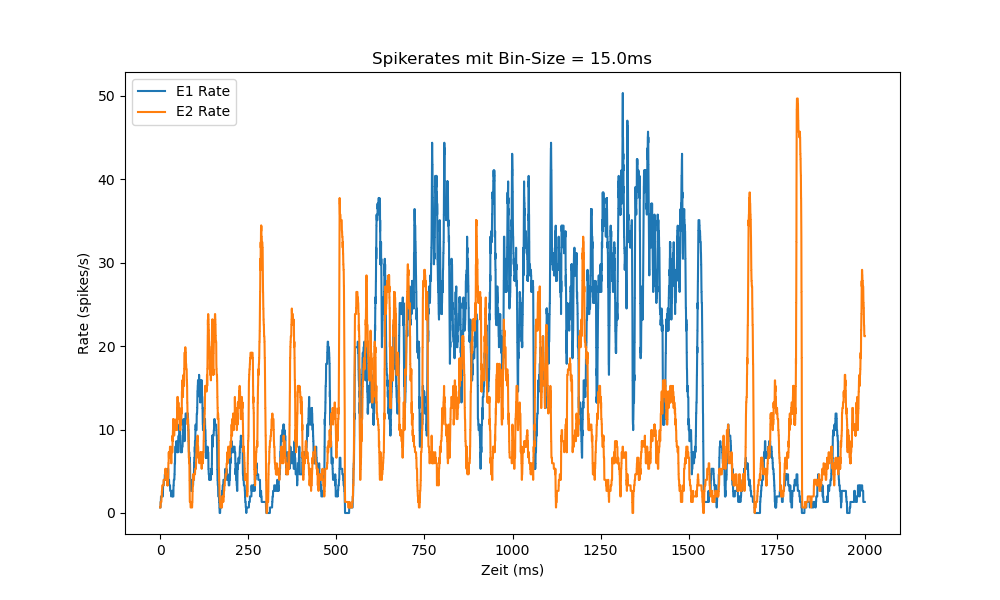 Spikerates mit Bin-Size = 15.0ms
E1 Rate
E2 Rate
50
40
30
20
10
0
Rate (spikes/s)
0 250 500 750 1000 1250 1500 1750 2000
Zeit (ms)